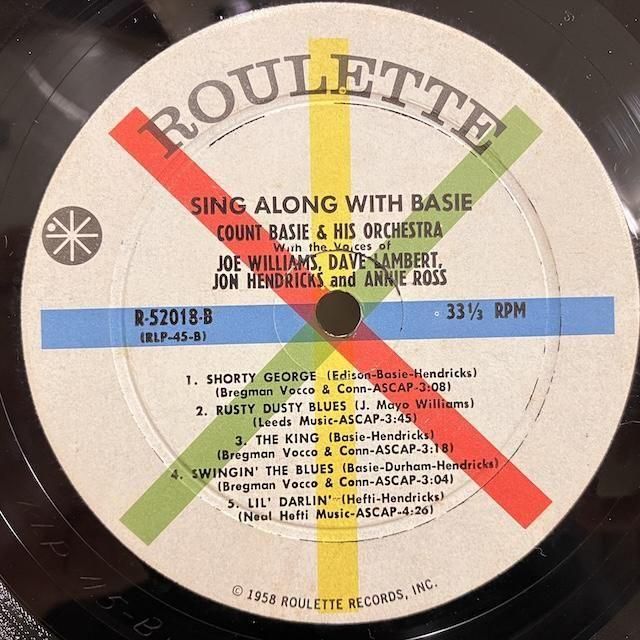 ROULETTE
SING ALONG WITH BASIE
COUNT BASIE & HIS ORCHESTRA
With the Voices of
JOE WILLIAMS, DAVE LAMBERT,
JON HENDRICKS and ANNIE ROSS
R-52018-B 33⅓ RPM
(RLP-45-B)
1. SHORTY GEORGE (Edison-Basie-Hendricks)
(Bregman Vocco & Conn-ASCAP-3:08)
2. RUSTY DUSTY BLUES (J. Mayo Williams)
(Leeds Music-ASCAP-3:45)
3. THE KING (Basie-Hendricks)
(Bregman Vocco & Conn-ASCAP-3:18)
4. SWINGIN' THE BLUES (Basie-Durham-Hendricks)
(Bregman Vocco & Conn-ASCAP-3:04)
5. LIL' DARLIN' (Hefti-Hendricks)
(Neal Hefti Music-ASCAP-4:26)
© 1958 ROULETTE RECORDS, INC.